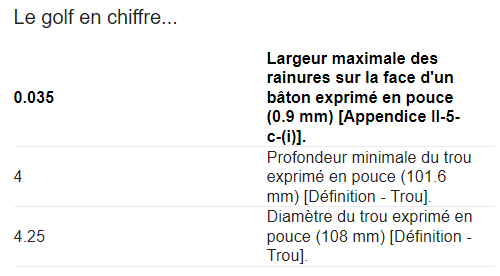 Le golf en chiffre...
Largeur maximale des
rainures sur la face d'un
0.035 bâton exprimé en pouce
(0.9 mm) [Appendice II-5-
c-(i)].
Profondeur minimale du trou
4 exprimé en pouce (101.6
mm) [Définition - Trou].
Diamètre du trou exprimé en
4.25 pouce (108 mm) [Définition -
Trou].